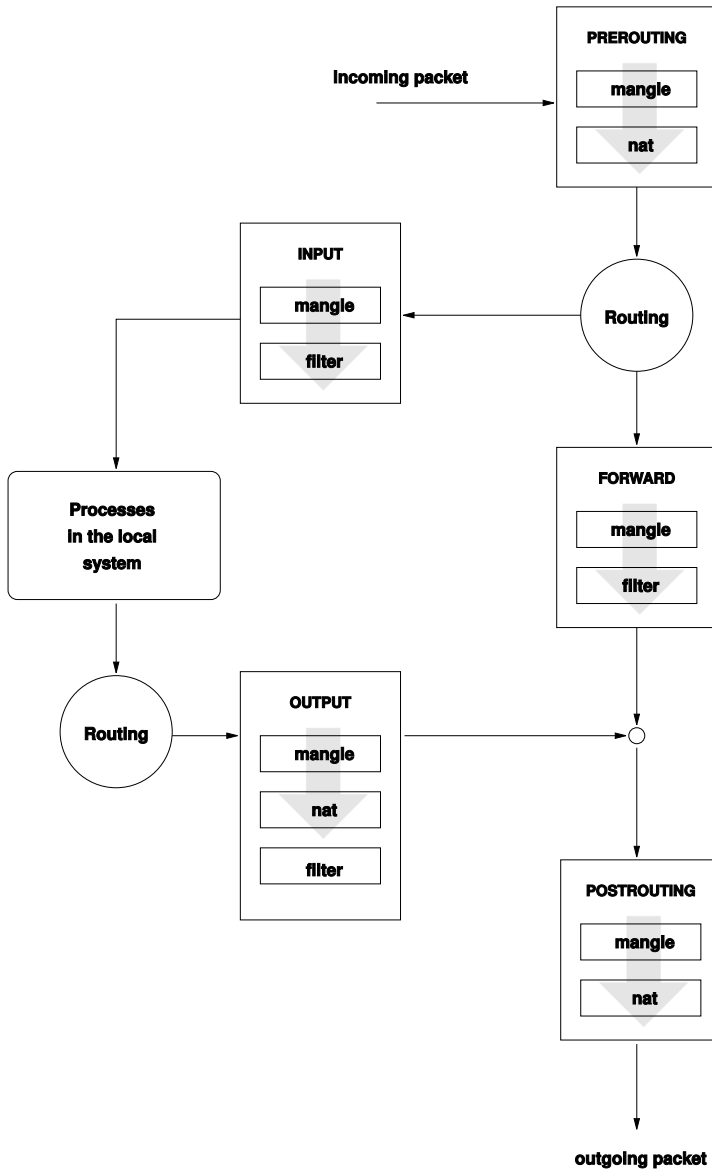 PREROUTING
Incoming packet
mangle
nat
INPUT
mangle
filter
Routing
Processes
in the local
system
FORWARD
mangle
filter
Routing
OUTPUT
mangle
nat
filter
POSTROUTING
mangle
nat
outgoing packet